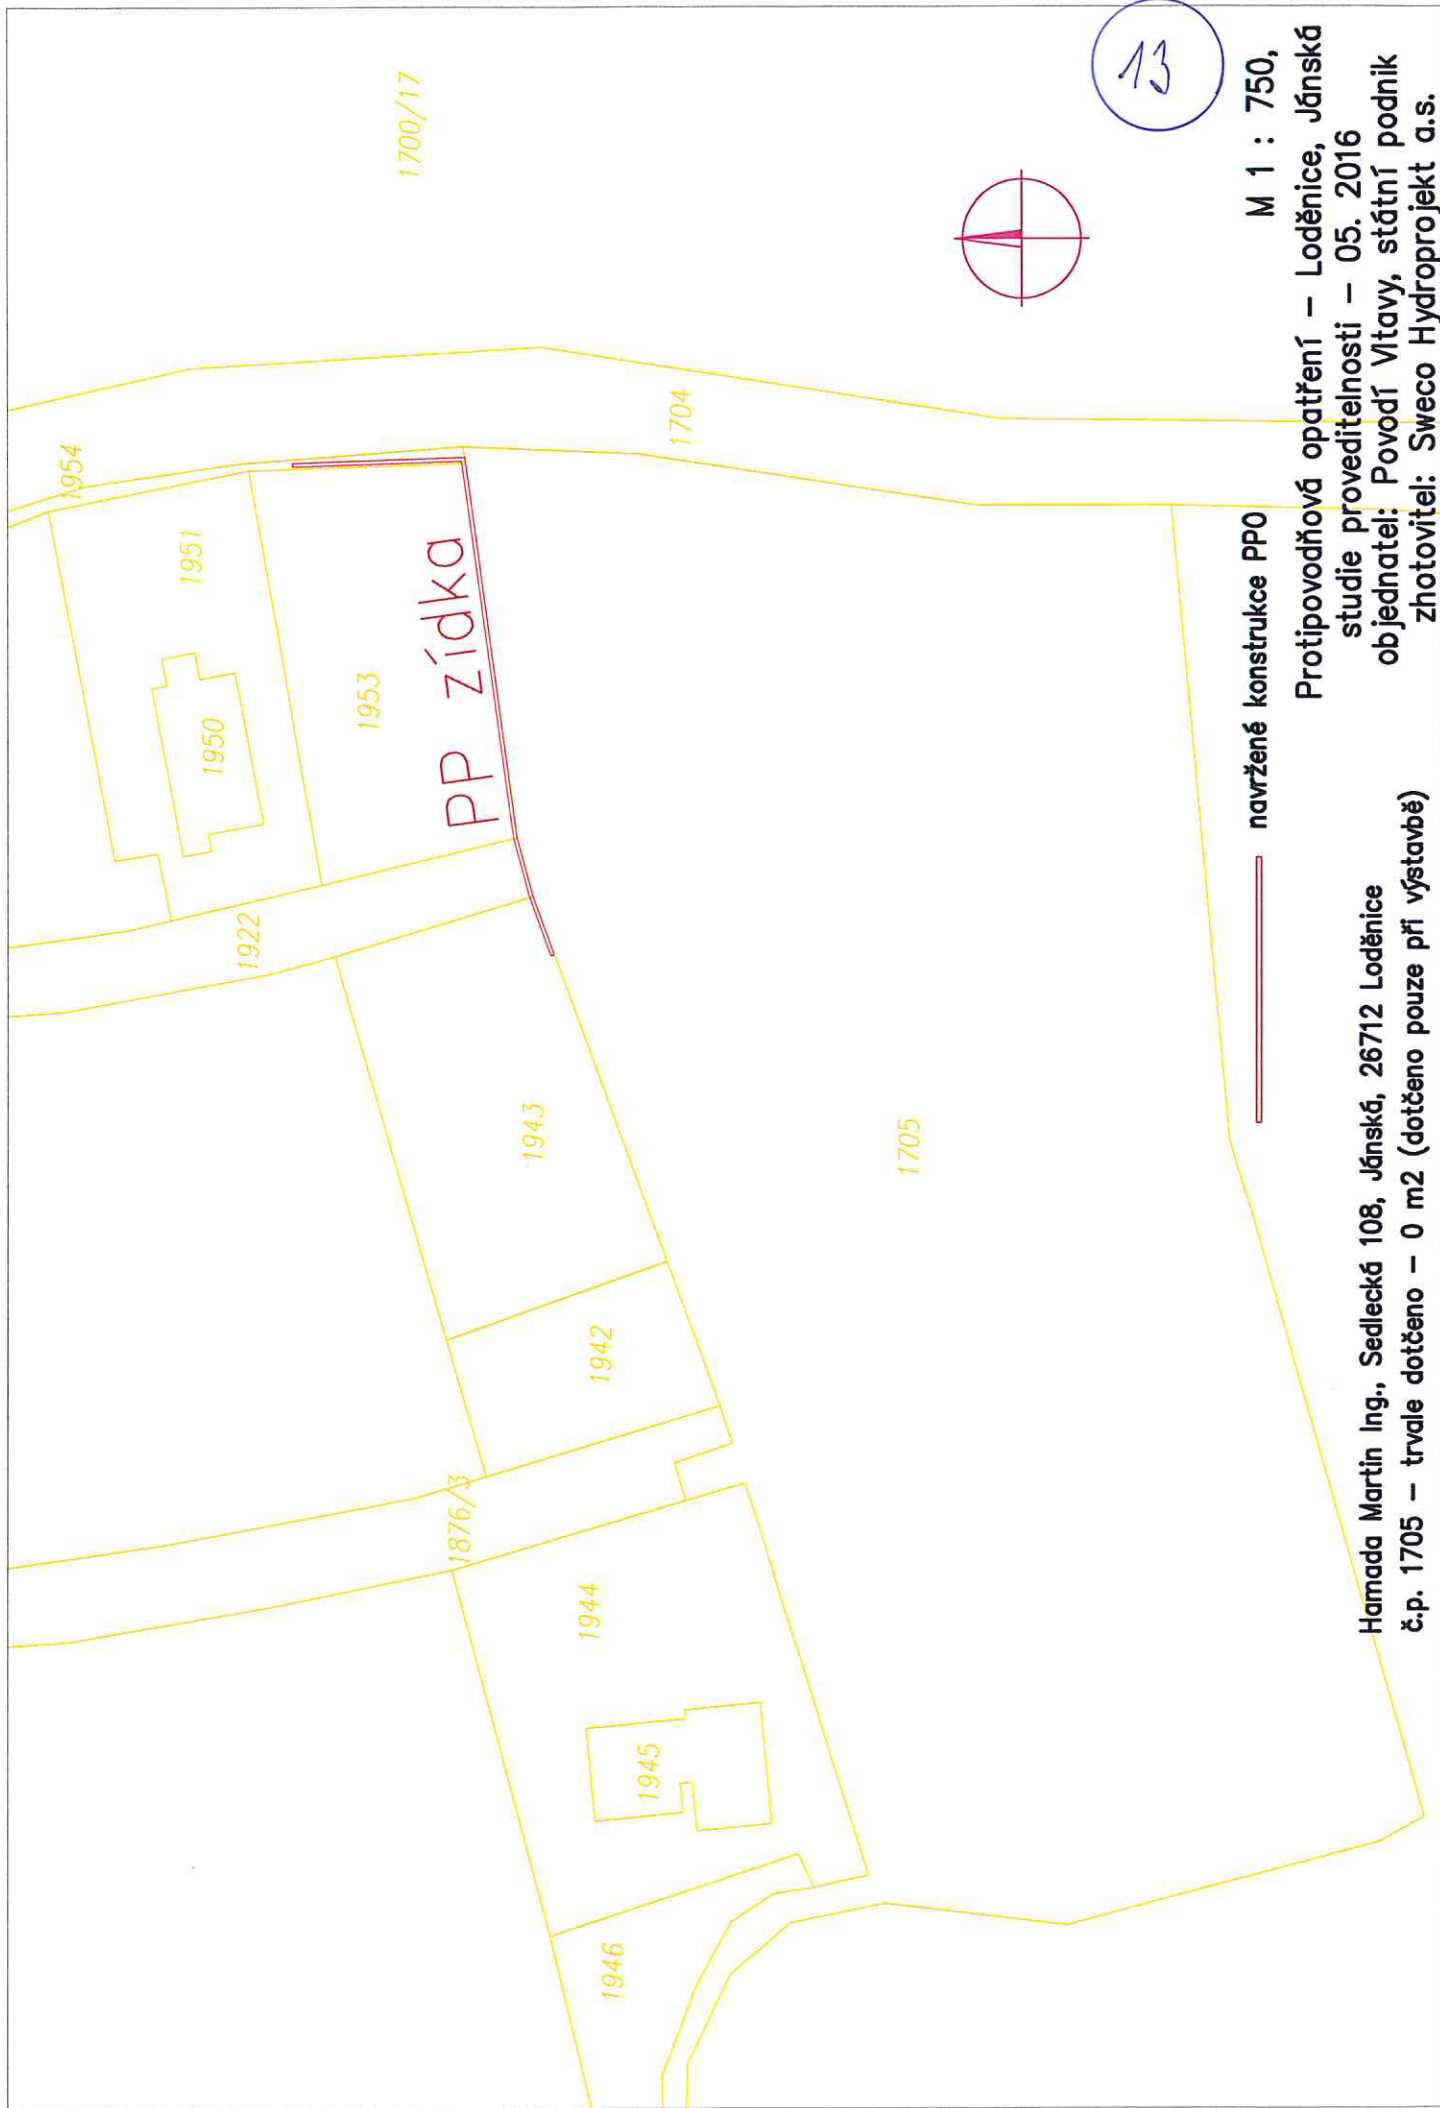 13
1700/17
1954
1951
1950
1953
1704
PP zídka
1922
1943
1942
1705
1876/3
1944
1945
1946
M 1 : 750,
navržené konstrukce PPO
Protipovodňová opatření – Loděnice, Jánská
studie proveditelnosti – 05. 2016
objednatel: Povodí Vltavy, státní podnik
zhotovitel: Sweco Hydroprojekt a.s.
Hamada Martin Ing., Sedlecká 108, Jánská, 26712 Loděnice
č.p. 1705 – trvale dotčeno – 0 m2 (dotčeno pouze při výstavbě)